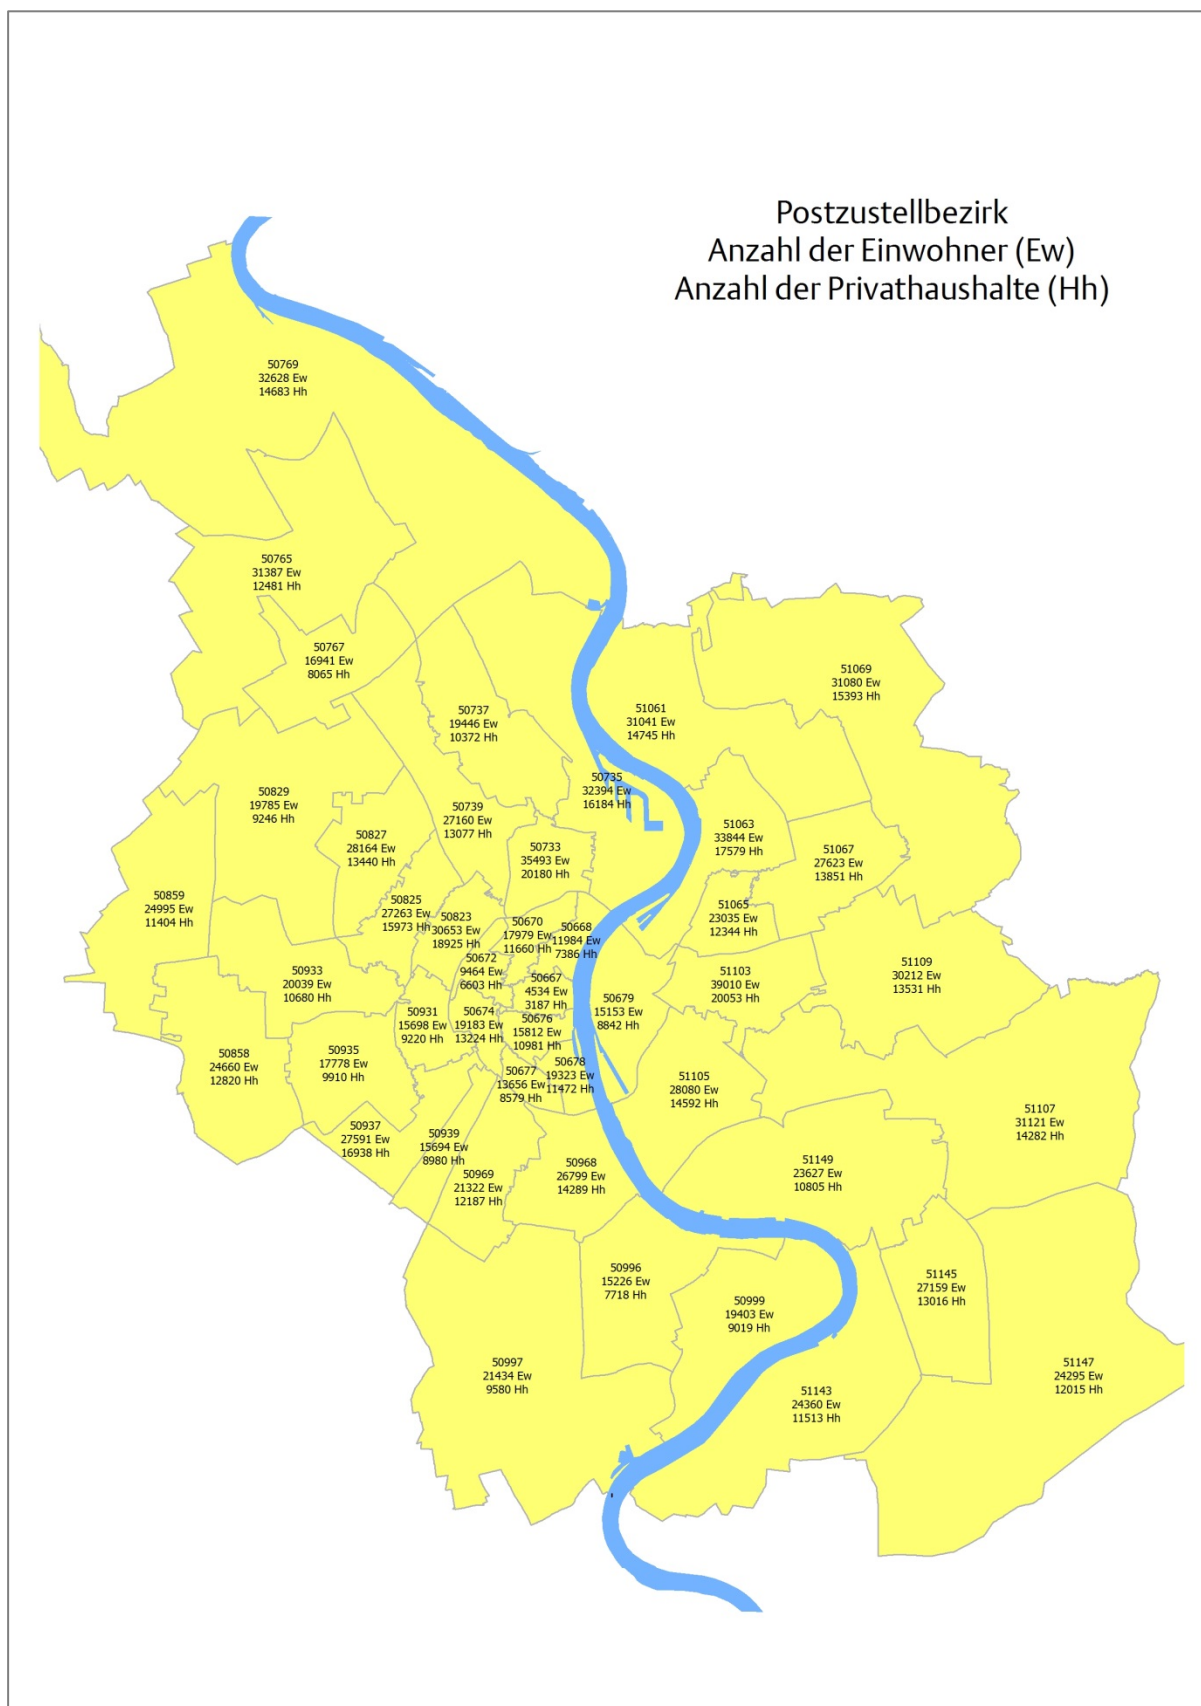 Postzustellbezirk
Anzahl der Einwohner (Ew)
Anzahl der Privathaushalte (Hh)
50769
32628 Ew
14683 Hh
50765
31387 Ew
12481 Hh
50767
16941 Ew
8065 Hh
51069
31080 Ew
15393 Hh
50737
19446 Ew
10372 Hh
51061
31041 Ew
14745 Hh
50735
32394 Ew
16184 Hh
50829
19785 Ew
9246 Hh
50739
27160 Ew
13077 Hh
50827
28164 Ew
13440 Hh
50733
35493 Ew
20180 Hh
51063
33844 Ew
17579 Hh
51067
27623 Ew
13851 Hh
50859
24995 Ew
11404 Hh
50825
27263 Ew
15973 Hh
50823
30653 Ew
18925 Hh
50670
17979 Ew
11660 Hh
50668
11984 Ew
7386 Hh
51065
23035 Ew
12344 Hh
50672
9464 Ew
6603 Hh
51109
30212 Ew
13531 Hh
50933
20039 Ew
10680 Hh
50667
4534 Ew
3187 Hh
51103
39010 Ew
20053 Hh
50679
15153 Ew
8842 Hh
50931
15698 Ew
9220 Hh
50674
19183 Ew
13224 Hh
50676
15812 Ew
10981 Hh
50858
24660 Ew
12820 Hh
50935
17778 Ew
9910 Hh
50677
13656 Ew
8579 Hh
50678
19323 Ew
11472 Hh
51105
28080 Ew
14592 Hh
51107
31121 Ew
14282 Hh
50937
27591 Ew
16938 Hh
50939
15694 Ew
8980 Hh
50969
21322 Ew
12187 Hh
50968
26799 Ew
14289 Hh
51149
23627 Ew
10805 Hh
50996
15226 Ew
7718 Hh
51145
27159 Ew
13016 Hh
50999
19403 Ew
9019 Hh
50997
21434 Ew
9580 Hh
51147
24295 Ew
12015 Hh
51143
24360 Ew
11513 Hh